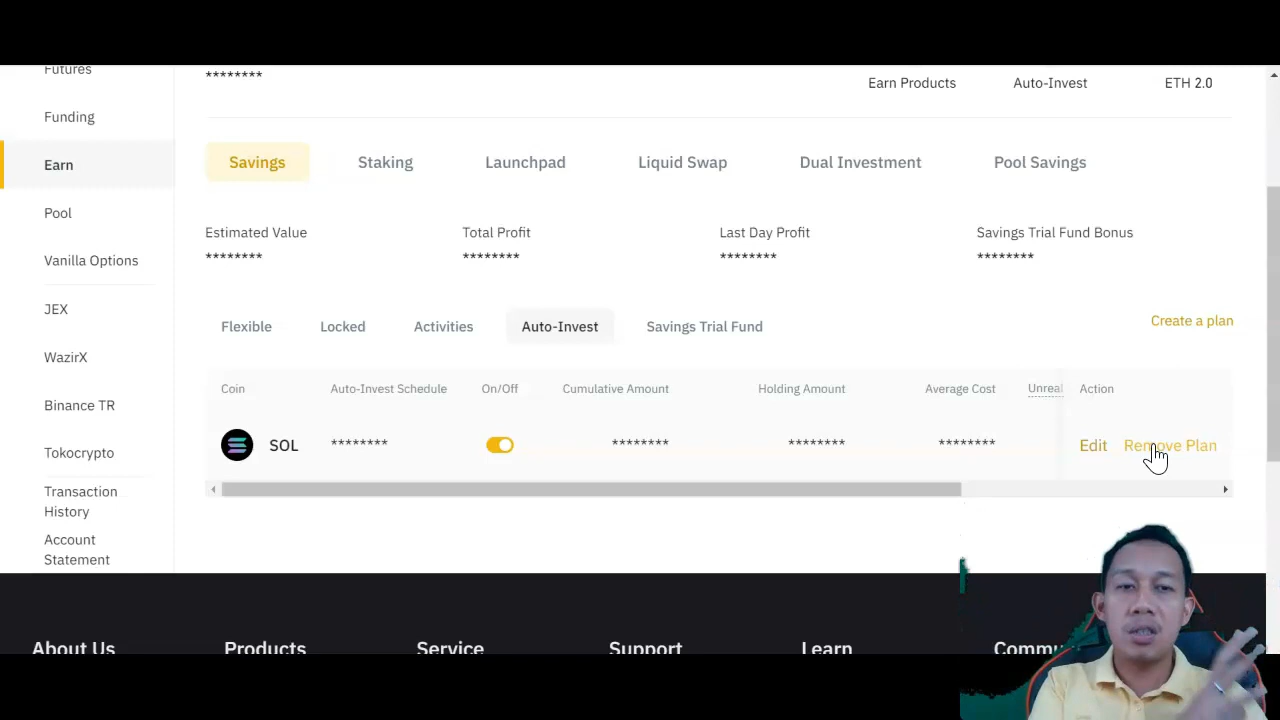 Futures
Funding
Earn
Pool
Vanilla Options
JEX
WazirX
Binance TR
Tokocrypto
Transaction
History
Account
Statement
********
Earn Products Auto-Invest ETH 2.0
Savings Staking Launchpad Liquid Swap Dual Investment Pool Savings
Estimated Value Total Profit Last Day Profit Savings Trial Fund Bonus
******** ******** ******** ********
Flexible Locked Activities Auto-Invest Savings Trial Fund Create a plan
Coin Auto-Invest Schedule On/Off Cumulative Amount Holding Amount Average Cost Unreal Action
SOL ******** ******** ******** ******** Edit Remove Plan
About Us Products Service Support Learn Commu